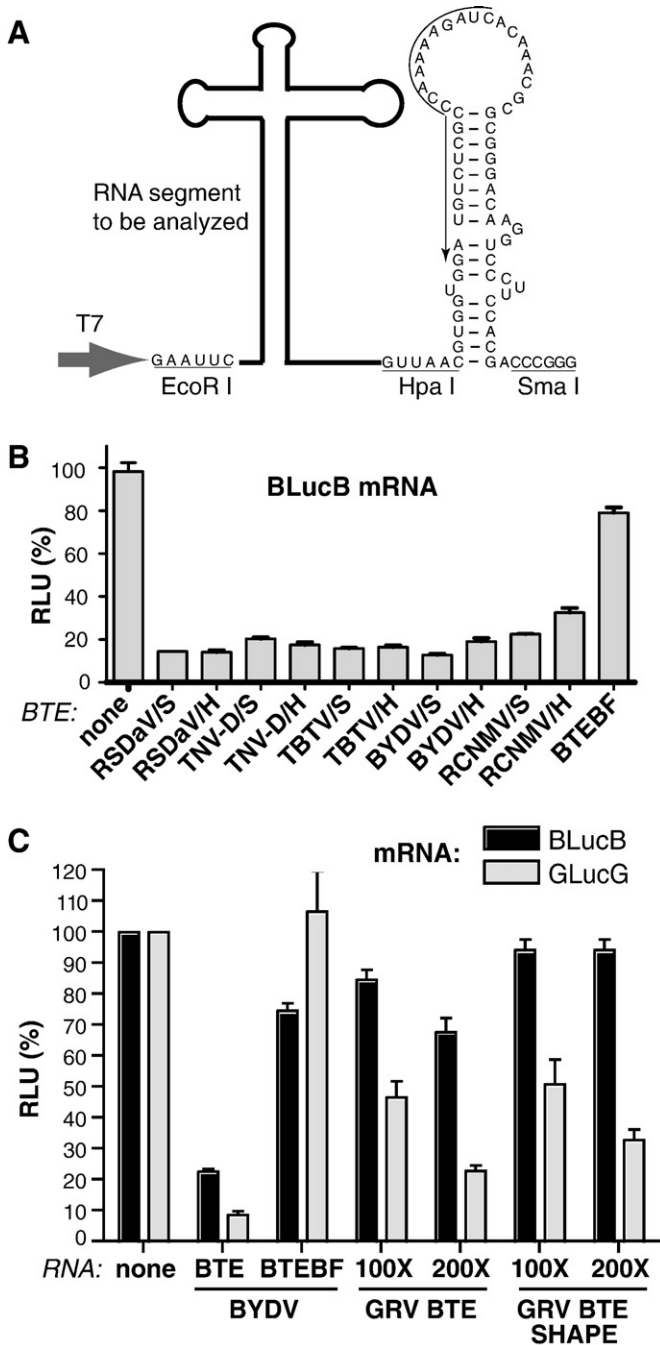 A
AAAAAGAUCACAAACGCG
CC
C – G
G – C
C – G
U – G
C – G
U – A
G – C
U – A
A G G
A – U
G – C
G – C
U
C U U
G – C
G – C
U – A
G – C
RNA segment
to be analyzed
T7
GAAUUC
GUUAAC – GACCCGGG
EcoR I
Hpa I
Sma I
B
BLucB mRNA
RLU (%)
100
80
60
40
20
0
BTE:
none
RSDaV/S
RSDaV/H
TNV-D/S
TNV-D/H
TBTV/S
TBTV/H
BYDV/S
BYDV/H
RCNMV/S
RCNMV/H
BTEBF
C
mRNA:
BLucB
GLucG
RLU (%)
120
110
100
90
80
70
60
50
40
30
20
10
0
RNA: none BTE BTEBF 100X 200X 100X 200X
BYDV GRV BTE GRV BTE
SHAPE